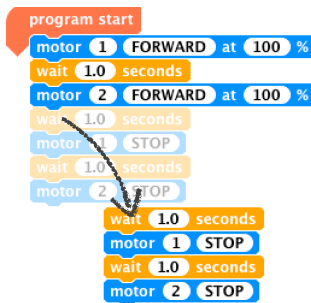 program start
motor 1 FORWARD at 100 %
wait 1.0 seconds
motor 2 FORWARD at 100 %
wait 1.0 seconds
motor 1 STOP
wait 1.0 seconds
motor 2 STOP
wait 1.0 seconds
motor 1 STOP
wait 1.0 seconds
motor 2 STOP